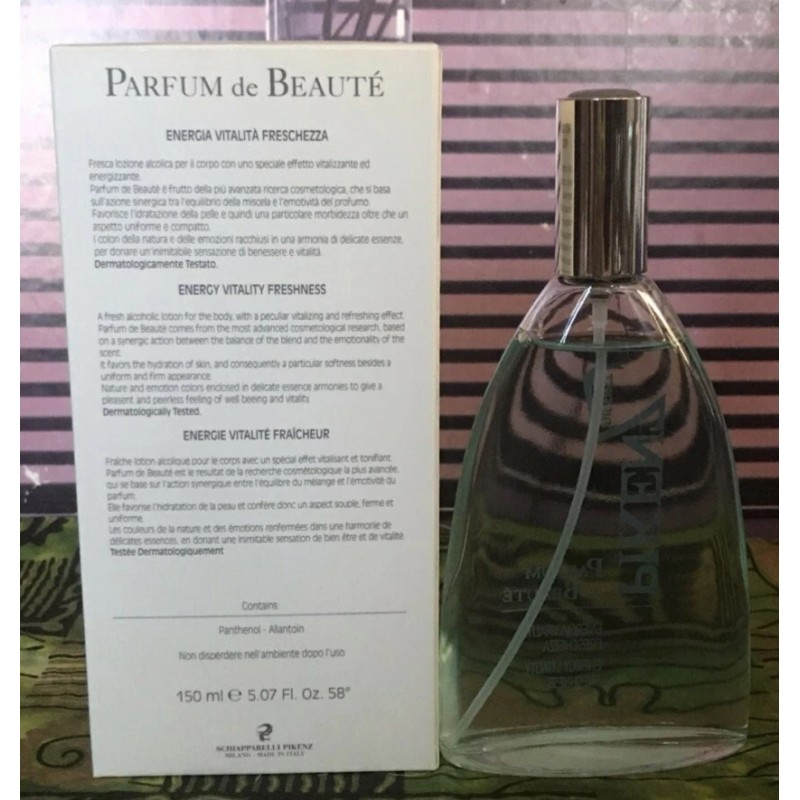 PARFUM de BEAUTÉ
ENERGIA VITALITÀ FRESCHEZZA
Fresca lozione alcolica per il corpo con uno speciale effetto vitalizzante ed
energizzante.
Parfum de Beauté è frutto della più avanzata ricerca cosmetologica, che si basa
sull'azione sinergica tra l'equilibrio della miscela e l'emotività del profumo.
Favorisce l'idratazione della pelle e quindi una particolare morbidezza oltre che un
aspetto uniforme e compatto.
I colori della natura e delle emozioni racchiusi in una armonia di delicate essenze,
per donare un'inimitabile sensazione di benessere e vitalità.
Dermatologicamente Testato.
ENERGY VITALITY FRESHNESS
A fresh alcoholic lotion for the body, with a peculiar vitalizing and refreshing effect.
Parfum de Beauté comes from the most advanced cosmetological research, based
on a synergic action between the balance of the blend and the emotionality of the
scent.
It favors the hydration of skin, and consequently a particular softness besides a
uniform and firm appearance.
Nature and emotion colors enclosed in delicate essence armonies to give a
pleasent and peerless feeling of well beeing and vitality.
Dermatologically Tested.
ENERGIE VITALITÉ FRAÎCHEUR
Fraîche lotion alcolique pour le corps avec un spécial effet vitalisant et tonifiant.
Parfum de Beauté est le resultat de la recherche cosmétologique la plus avancée,
qui se base sur l'action synergique entre l'équilibre du mélange et l'émotivité du
parfum.
Elle favorise l'hidratation de la peau et confére donc un aspect souple, ferme et
uniforme.
Les couleurs de la nature et des émotions renfermées dans une harmonie de
délicates essences, en donant une inimitable sensation de bien être et de vitalité.
Testée Dermatologiquement
Contains
Panthenol - Allantoin
Non disperdere nell'ambiente dopo l'uso
150 ml e 5.07 Fl. Oz. 58°
SCHIAPPARELLI PIKENZ
MILANO - MADE IN ITALY
PIKENZ
PARFUM
BEAUTÉ
FRESCHEZZA